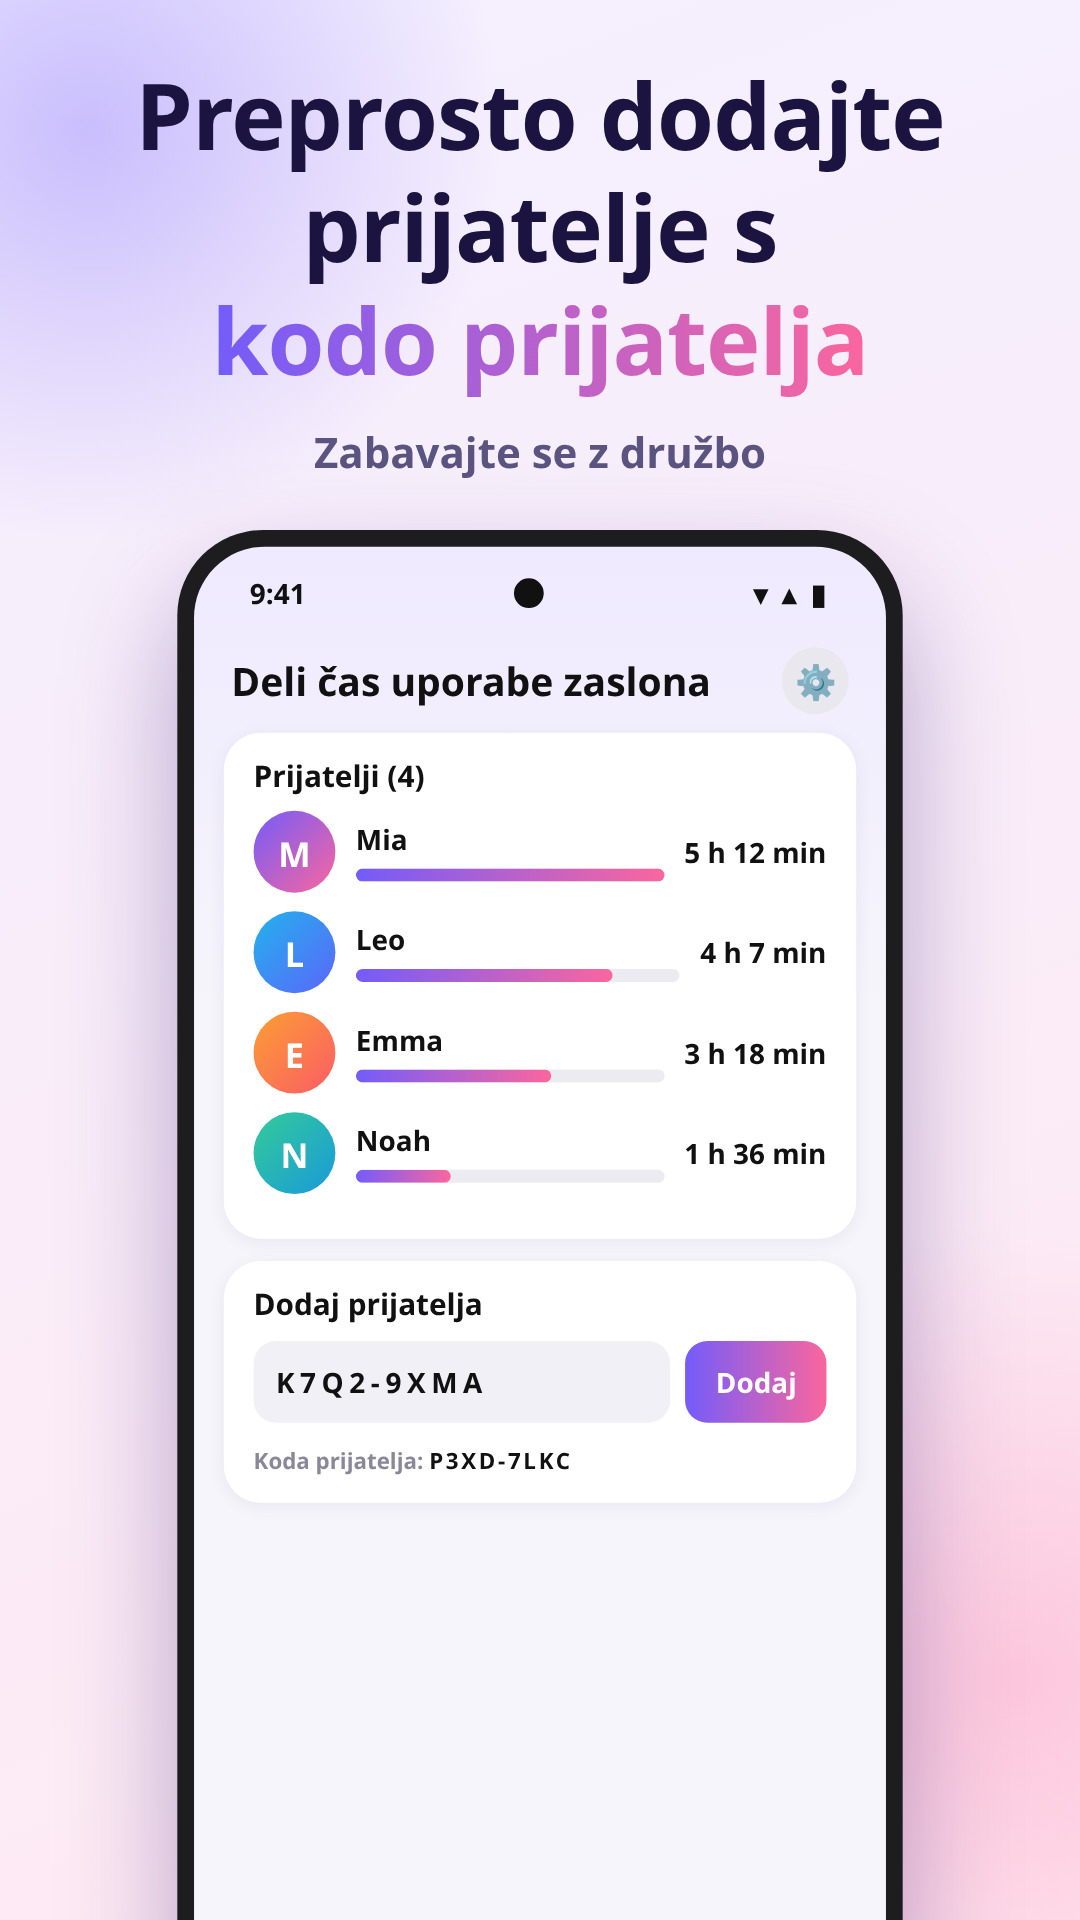 Preprosto dodajte
prijatelje s
kodo prijatelja
Zabavajte se z družbo
9:41
Deli čas uporabe zaslona
Prijatelji (4)
M
Mia
5 h 12 min
L
Leo
4 h 7 min
E
Emma
3 h 18 min
N
Noah
1 h 36 min
Dodaj prijatelja
K7Q2-9XMA
Dodaj
Koda prijatelja: P3XD-7LKC